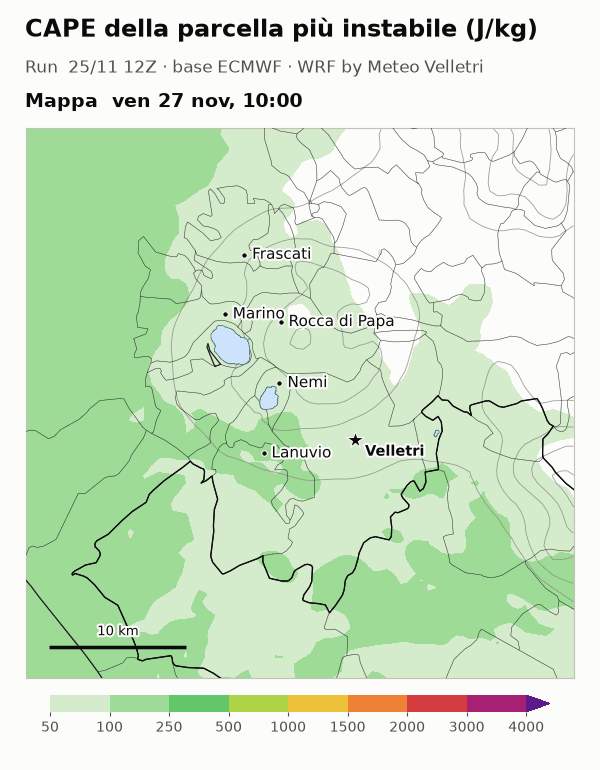 CAPE della parcella più instabile (J/kg)
Run  25/11 12Z · base ECMWF · WRF by Meteo Velletri
Mappa  ven 27 nov, 10:00
Frascati
Marino
Rocca di Papa
Nemi
Velletri
Lanuvio
10 km
50 100 250 500 1000 1500 2000 3000 4000